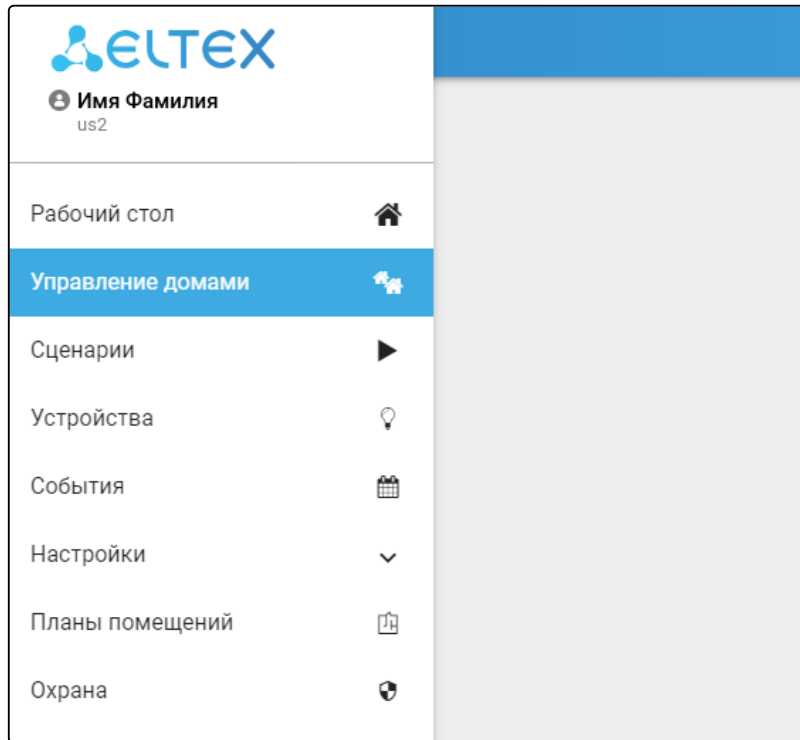 ELTEX
Имя Фамилия
us2
Рабочий стол
Управление домами
Сценарии
Устройства
События
Настройки
Планы помещений
Охрана